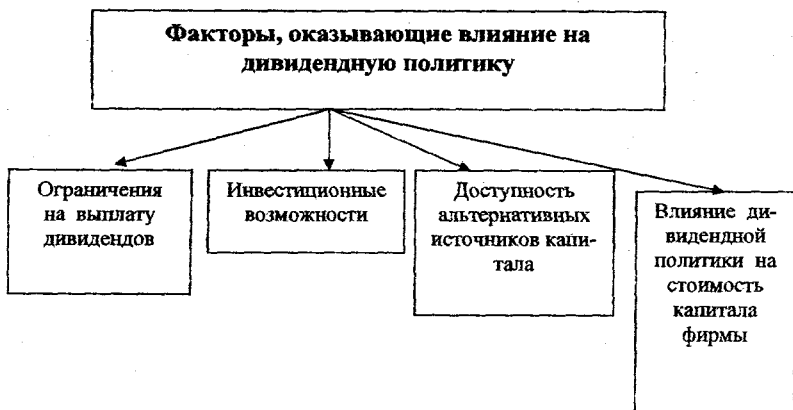 Факторы, оказывающие влияние на
дивидендную политику
Ограничения
на выплату
дивидендов
Инвестиционные
возможности
Доступность
альтернативных
источников капи-
тала
Влияние ди-
видендной
политики на
стоимость
капитала
фирмы